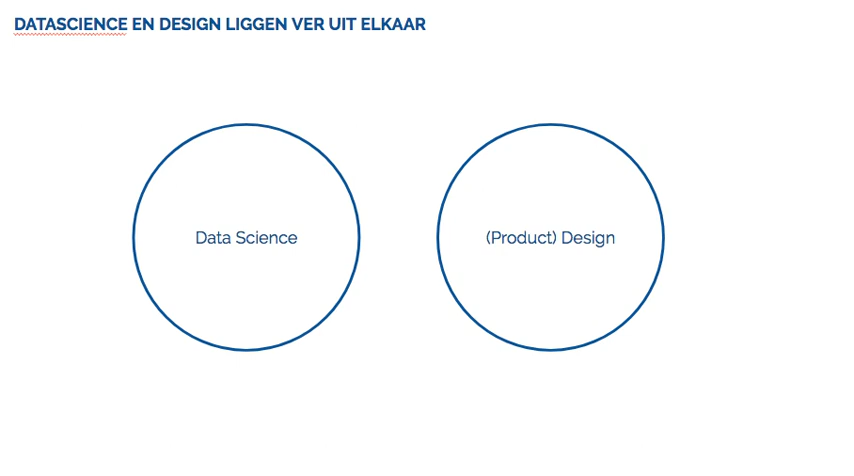 DATASCIENCE EN DESIGN LIGGEN VER UIT ELKAAR
Data Science
(Product) Design